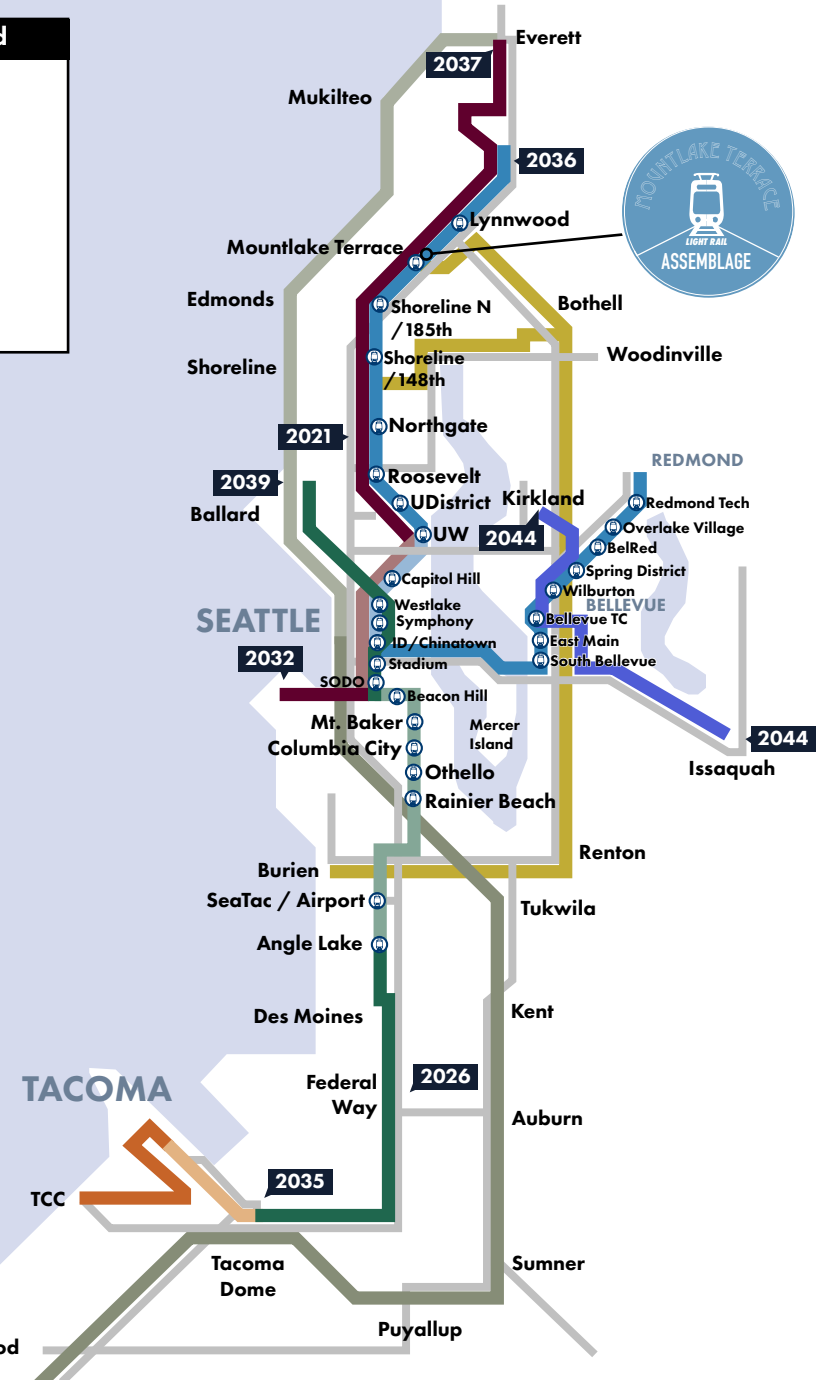 Everett
2037
Mukilteo
2036
MOUNTLAKE TERRACE
LIGHT RAIL
ASSEMBLAGE
Lynnwood
Mountlake Terrace
Edmonds
Shoreline N
/185th
Bothell
Shoreline
Shoreline
/148th
Woodinville
Northgate
2021
REDMOND
Roosevelt
2039
Ballard
UDistrict
Kirkland
Redmond Tech
UW
2044
Overlake Village
BelRed
Capitol Hill
Spring District
Wilburton
Westlake
BELLEVUE
SEATTLE
Symphony
Bellevue TC
ID/Chinatown
East Main
2032
Stadium
South Bellevue
SODO
Beacon Hill
Mt. Baker
Mercer
Island
2044
Columbia City
Issaquah
Othello
Rainier Beach
Renton
Burien
SeaTac / Airport
Tukwila
Angle Lake
Des Moines
Kent
2026
Federal
Way
TACOMA
Auburn
2035
TCC
Tacoma
Dome
Sumner
Puyallup